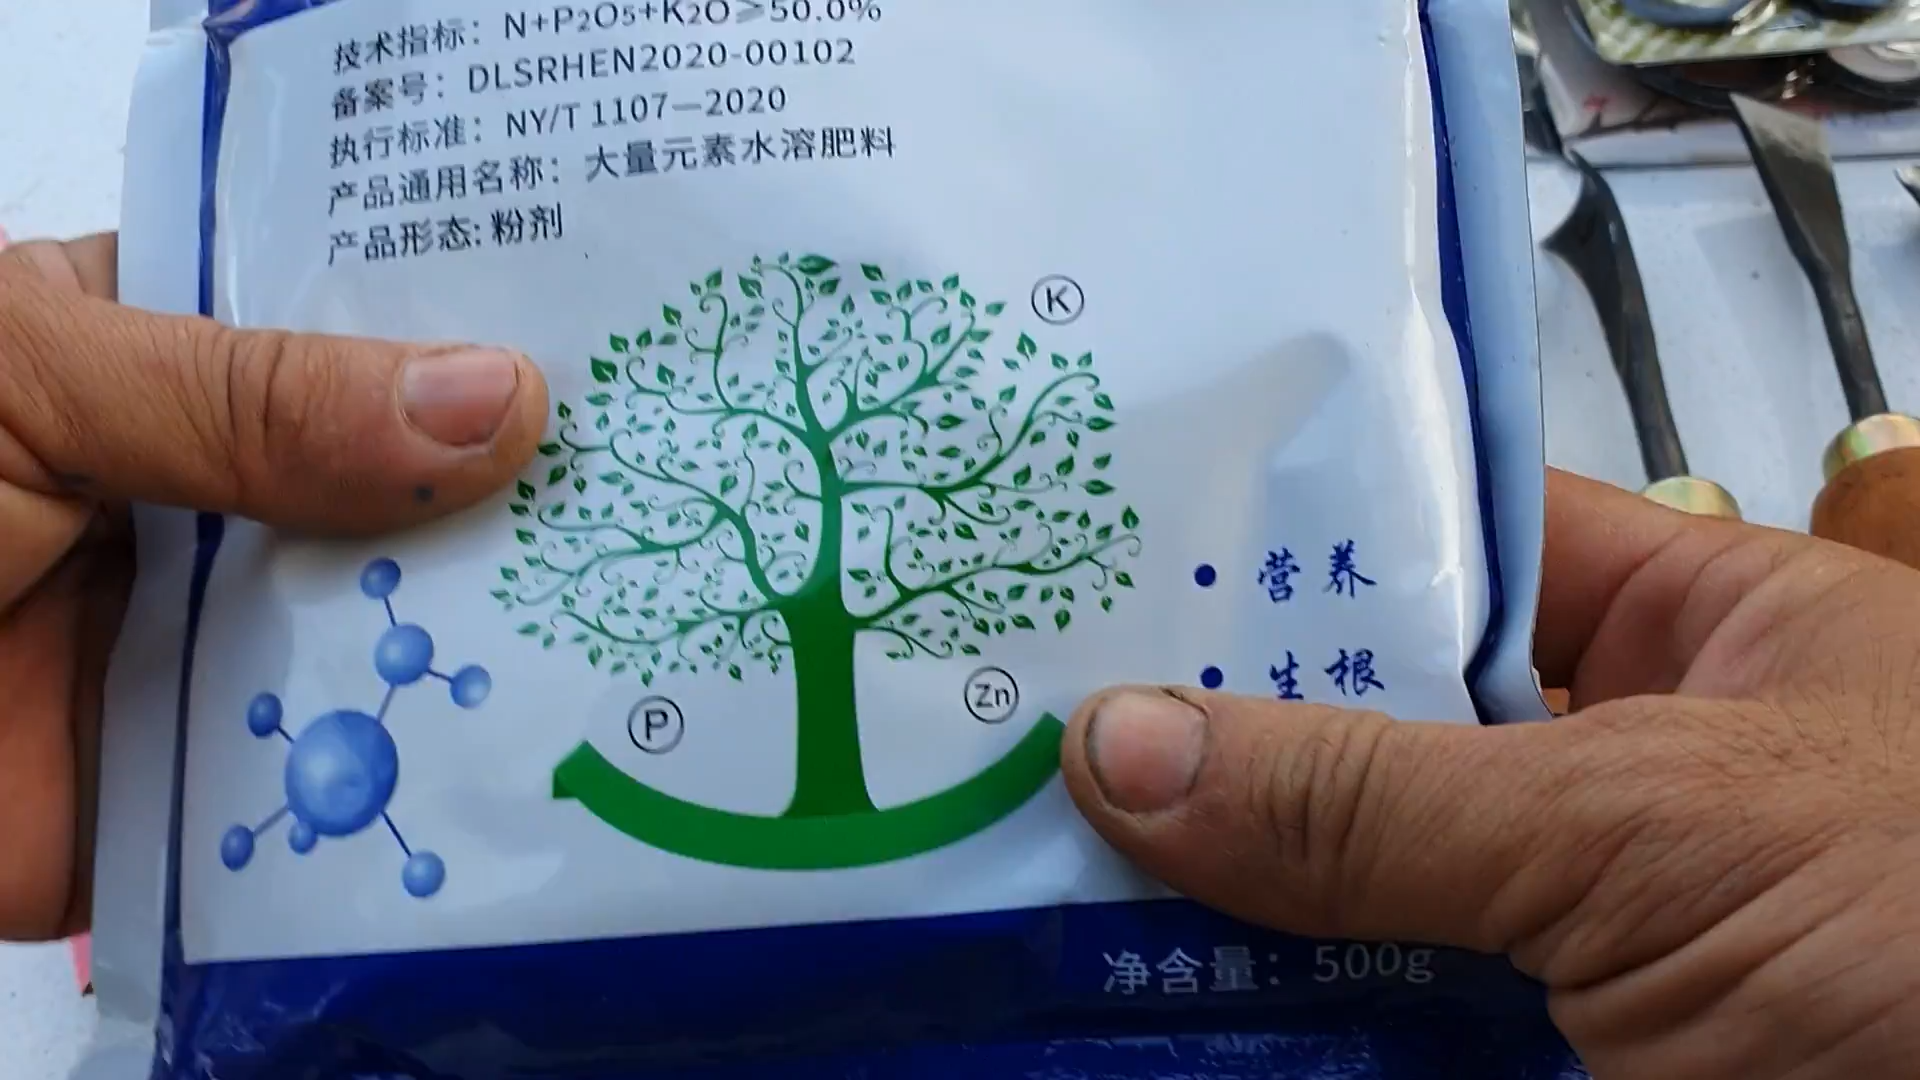 技术指标：N+P2O5+K2O≥50.0%
备案号：DLSRHEN2020-00102
执行标准：NY/T 1107—2020
产品通用名称：大量元素水溶肥料
产品形态:粉剂
K
P
Zn
• 营养
• 生根
净含量：500g